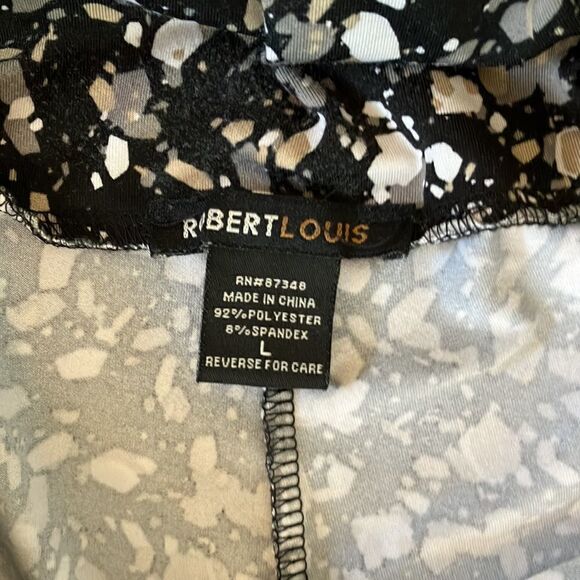 ROBERTLOUIS
RN#87348
MADE IN CHINA
92%POLYESTER
8%SPANDEX
L
REVERSE FOR CARE